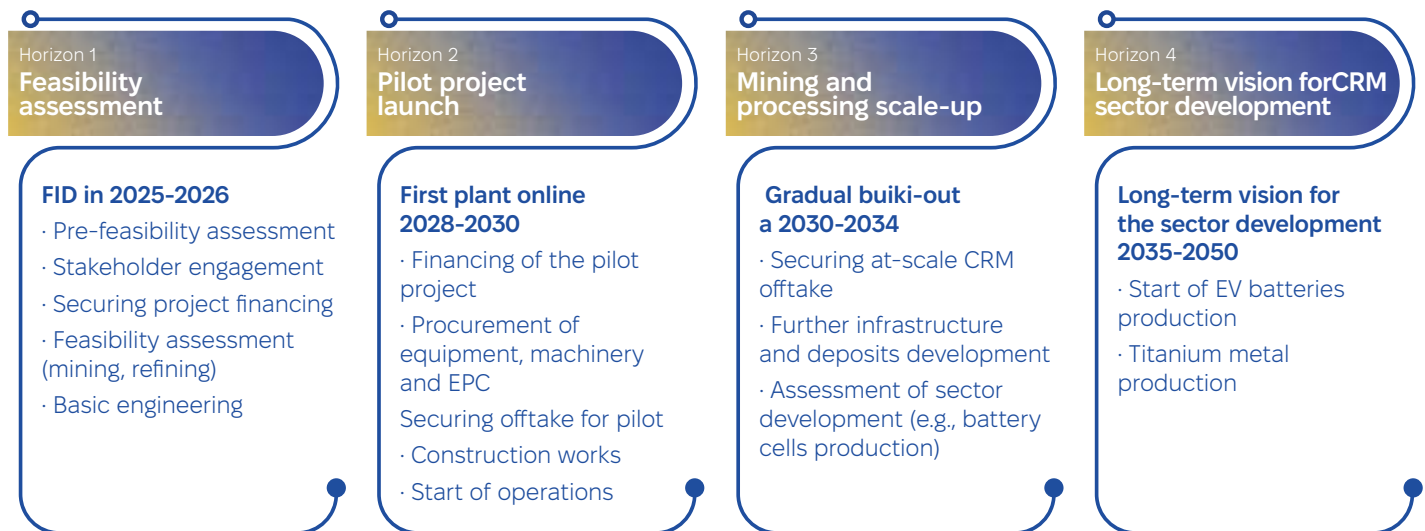 Horizon 1
Feasibility
assessment
FID in 2025-2026
· Pre-feasibility assessment
· Stakeholder engagement
· Securing project financing
· Feasibility assessment
(mining, refining)
· Basic engineering
Horizon 2
Pilot project
launch
First plant online
2028-2030
· Financing of the pilot
project
· Procurement of
equipment, machinery
and EPC
Securing offtake for pilot
· Construction works
· Start of operations
Horizon 3
Mining and
processing scale-up
Gradual buiki-out
a 2030-2034
· Securing at-scale CRM
offtake
· Further infrastructure
and deposits development
· Assessment of sector
development (e.g., battery
cells production)
Horizon 4
Long-term vision forCRM
sector development
Long-term vision for
the sector development
2035-2050
· Start of EV batteries
production
· Titanium metal
production